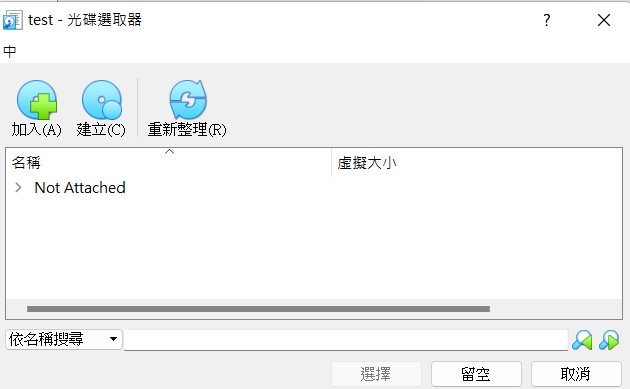 test - 光碟選取器
中
加入(A) 建立(C) 重新整理(R)
名稱 虛擬大小
Not Attached
依名稱搜尋
選擇 留空 取消